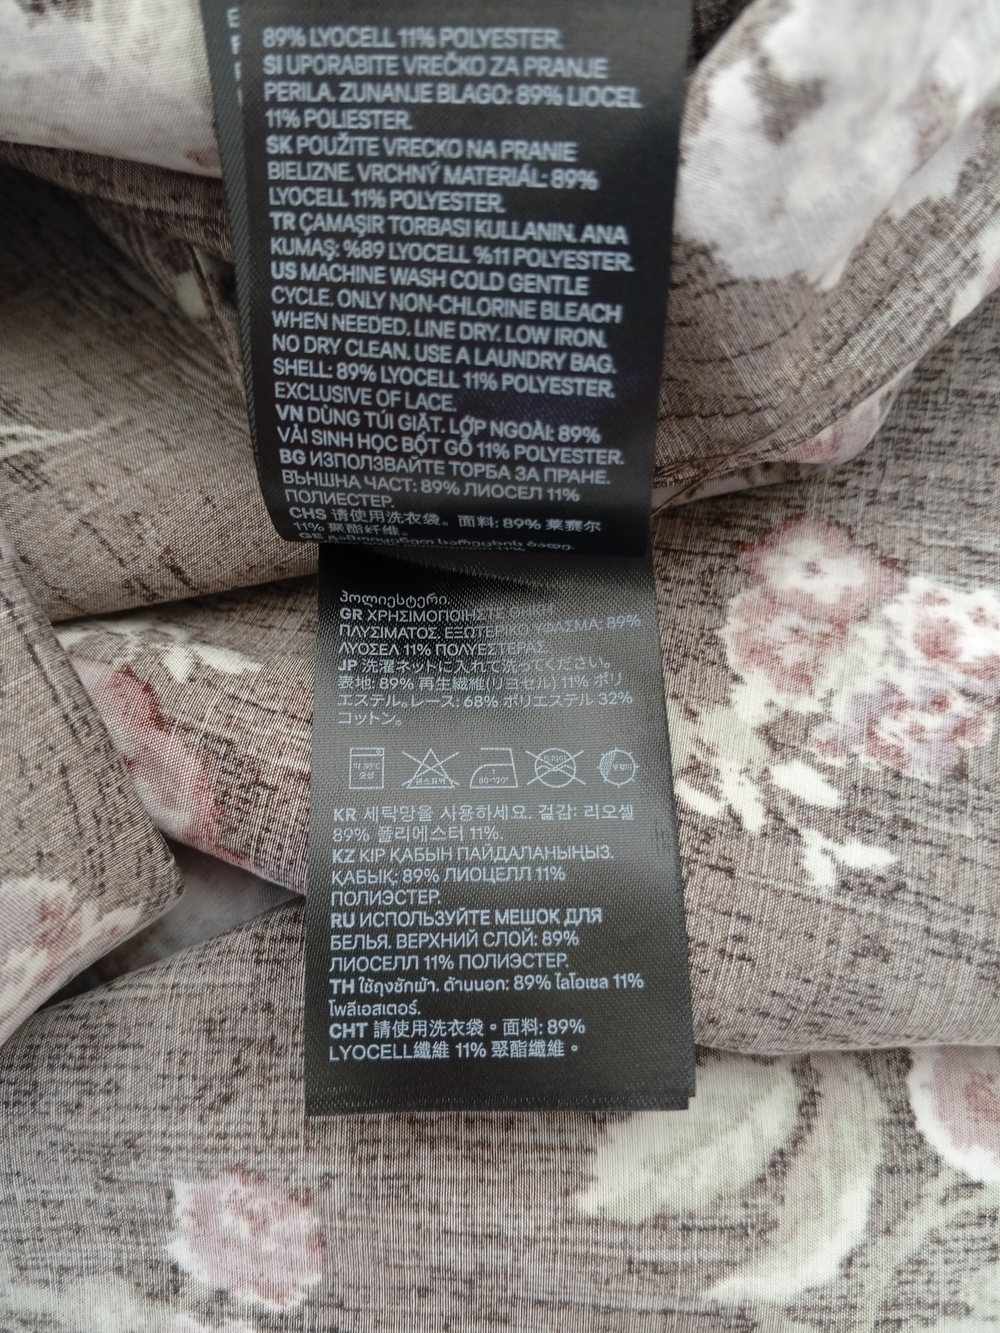 89% LYOCELL 11% POLYESTER.
SI UPORABITE VREČKO ZA PRANJE
PERILA. ZUNANJE BLAGO: 89% LIOCEL
11% POLIESTER.
SK POUŽITE VRECKO NA PRANIE
BIELIZNE. VRCHNÝ MATERIÁL: 89%
LYOCELL 11% POLYESTER.
TR ÇAMAŞIR TORBASI KULLANIN. ANA
KUMAŞ: %89 LYOCELL %11 POLYESTER.
US MACHINE WASH COLD GENTLE
CYCLE. ONLY NON-CHLORINE BLEACH
WHEN NEEDED. LINE DRY. LOW IRON.
NO DRY CLEAN. USE A LAUNDRY BAG.
SHELL: 89% LYOCELL 11% POLYESTER.
EXCLUSIVE OF LACE.
VN DÙNG TÚI GIẶT. LỚP NGOÀI: 89%
VẢI SINH HỌC BỘT GỖ 11% POLYESTER.
BG ИЗПОЛЗВАЙТЕ ТОРБА ЗА ПРАНЕ.
ВЪНШНА ЧАСТ: 89% ЛИОСЕЛ 11%
ПОЛИЕСТЕР.
CHS 请使用洗衣袋。面料: 89% 莱赛尔
11% 聚酯纤维。
GE გამოიყენეთ სარეცხის
11%
პოლიესტერი.
GR ΧΡΗΣΙΜΟΠΟΙΗΣΤΕ ΘΗΚΗ
ΠΛΥΣΙΜΑΤΟΣ. ΕΞΩΤΕΡΙΚΟ ΥΦΑΣΜΑ: 89%
ΛΥΟΣΕΛ 11% ΠΟΛΥΕΣΤΕΡΑΣ.
JP 洗濯ネットに入れて洗ってください。
表地: 89% 再生繊維(リヨセル) 11% ポリ
エステル。レース: 68% ポリエステル 32%
コットン。
약 30℃ 중성 염소표백 80-120°
KR 세탁망을 사용하세요. 겉감: 리오셀
89% 폴리에스터 11%.
KZ КІР ҚАБЫН ПАЙДАЛАНЫҢЫЗ.
ҚАБЫҚ: 89% ЛИОЦЕЛЛ 11%
ПОЛИЭСТЕР.
RU ИСПОЛЬЗУЙТЕ МЕШОК ДЛЯ
БЕЛЬЯ. ВЕРХНИЙ СЛОЙ: 89%
ЛИОСЕЛЛ 11% ПОЛИЭСТЕР.
TH ใช้ถุงซักผ้า. ด้านนอก: 89% ไลโอเซล 11%
โพลีเอสเตอร์.
CHT 請使用洗衣袋。面料: 89%
LYOCELL纖維 11% 聚酯纖維。